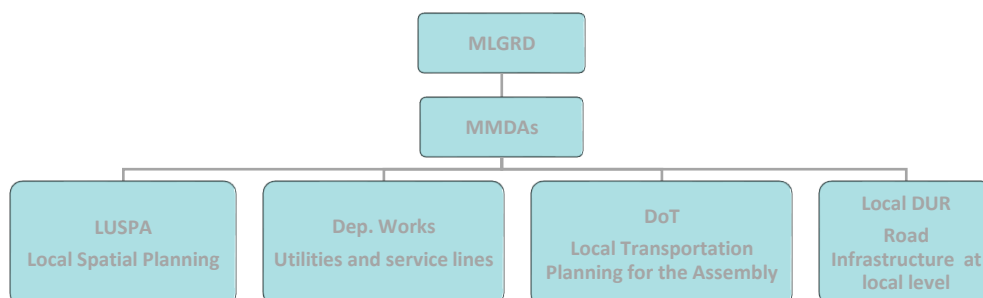 MLGRD
MMDAs
LUSPA
Local Spatial Planning
Dep. Works
Utilities and service lines
DoT
Local Transportation
Planning for the Assembly
Local DUR
Road
Infrastructure at
local level